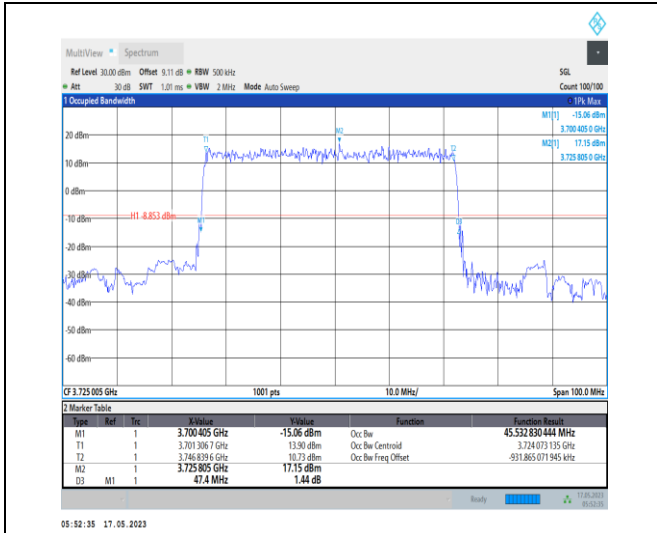 MultiView Spectrum
Ref Level 30.00 dBm Offset 9.11 dB RBW 500 kHz SGL
Att 30 dB SWT 1.01 ms VBW 2 MHz Mode Auto Sweep Count 100/100
1 Occupied Bandwidth 1Pk Max
M1[1] -15.06 dBm
3.700 405 0 GHz
M2[1] 17.15 dBm
3.725 805 0 GHz
20 dBm
T1
M2
T2
10 dBm
0 dBm
-10 dBm
H1 -8.853 dBm
M1
D3
-20 dBm
-30 dBm
-40 dBm
-50 dBm
-60 dBm
CF 3.725 005 GHz 1001 pts 10.0 MHz/ Span 100.0 MHz
2 Marker Table
Type Ref Trc X-Value Y-Value Function Function Result
M1 1 3.700 405 GHz -15.06 dBm Occ Bw 45.532 830 444 MHz
T1 1 3.701 306 7 GHz 13.90 dBm Occ Bw Centroid 3.724 073 135 GHz
T2 1 3.746 839 6 GHz 10.73 dBm Occ Bw Freq Offset -931.865 071 945 kHz
M2 1 3.725 805 GHz 17.15 dBm
D3 M1 1 47.4 MHz 1.44 dB
Ready 17.05.2023
05:52:35
05:52:35 17.05.2023